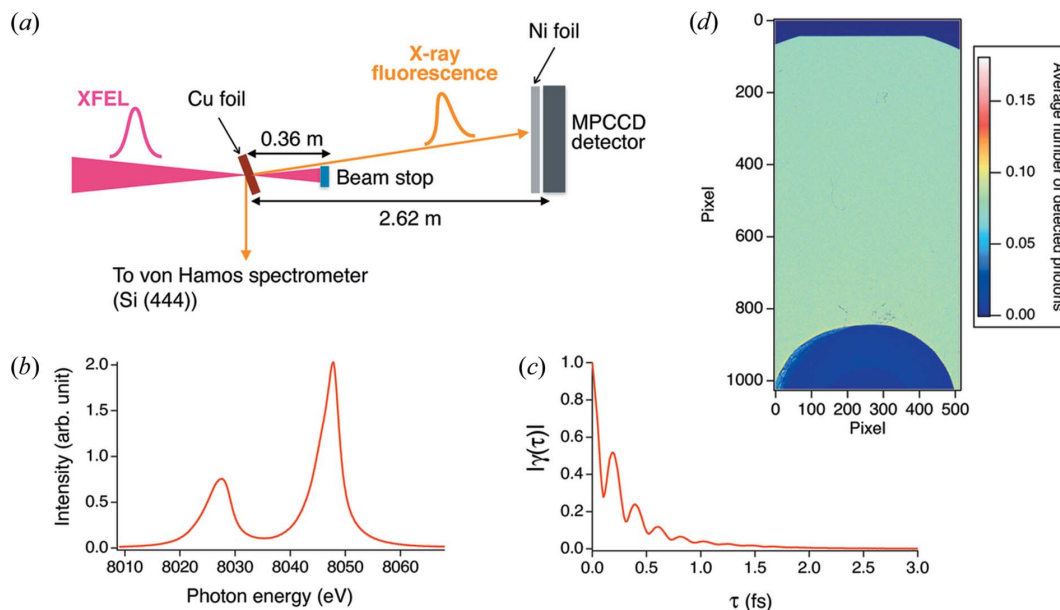 (a)
XFEL
Cu foil
0.36 m
X-ray
fluorescence
Ni foil
MPCCD
detector
Beam stop
2.62 m
To von Hamos spectrometer
(Si (444))
(b)
Intensity (arb. unit)
2.0
1.5
1.0
0.5
0.0
8010 8020 8030 8040 8050 8060
Photon energy (eV)
(c)
|γ(τ)|
1.0
0.8
0.6
0.4
0.2
0.0
0.0 0.5 1.0 1.5 2.0 2.5 3.0
τ (fs)
(d)
Pixel
0
200
400
600
800
1000
0 100 200 300 400 500
Pixel
0.15
0.10
0.05
0.00
Average number of detected photons